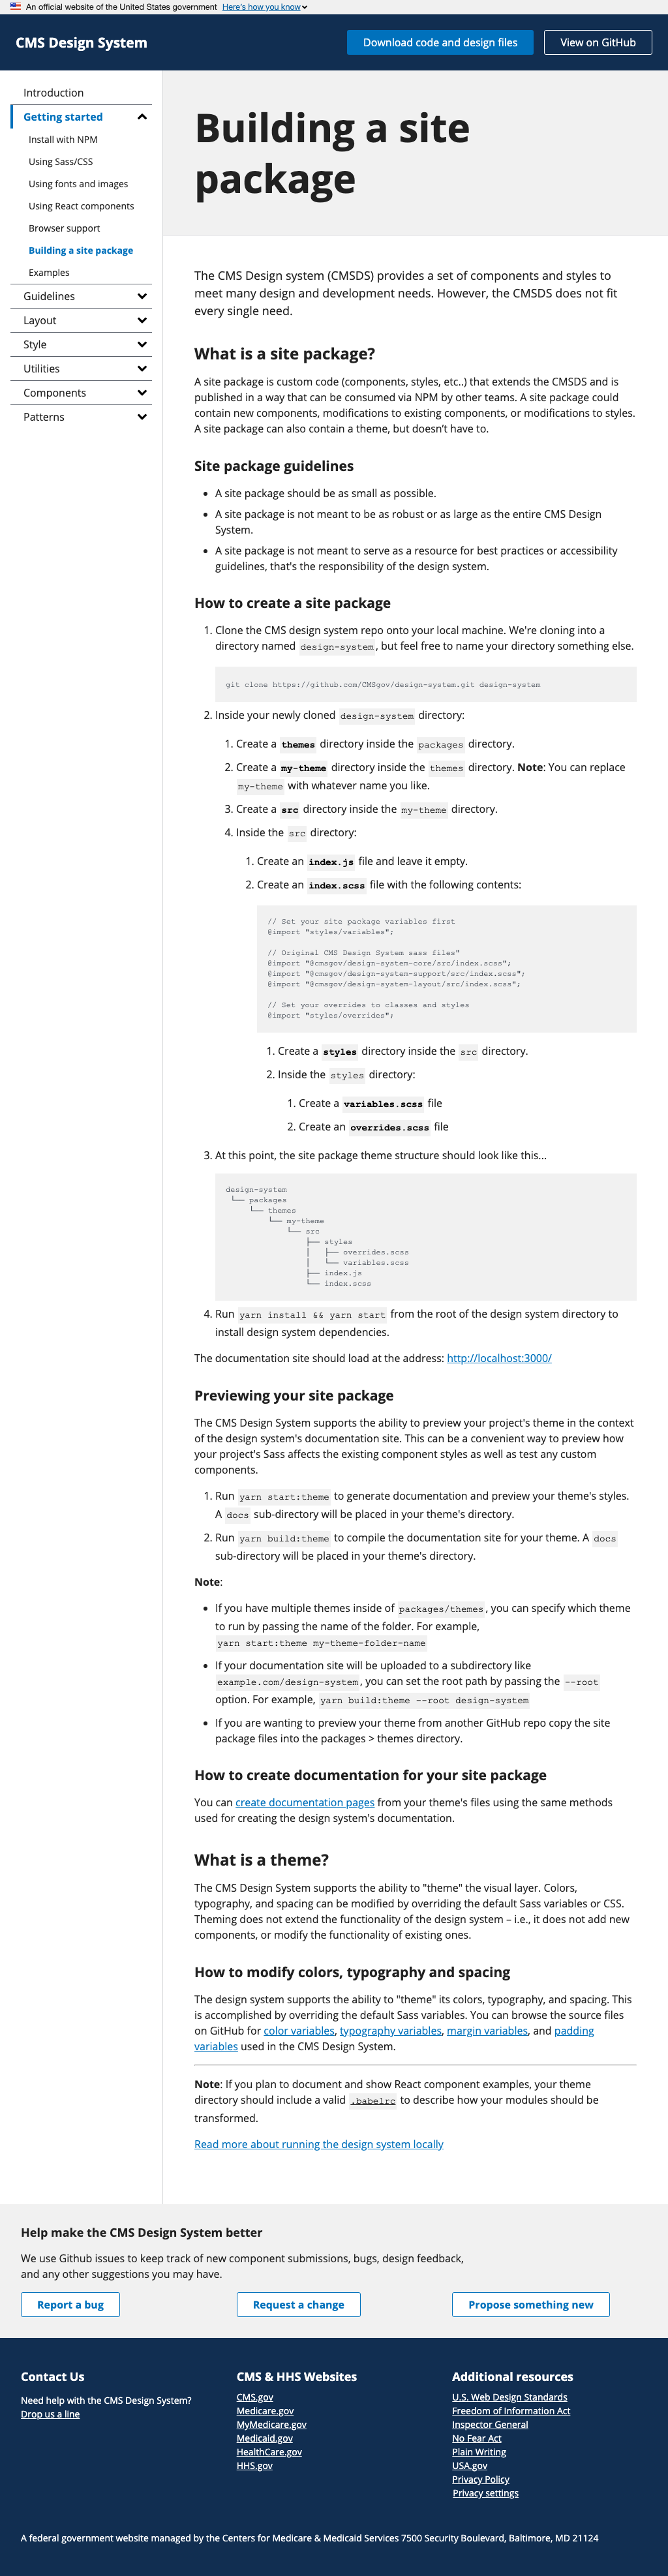 An official website of the United States government Here's how you know
CMS Design System
Download code and design files
View on GitHub
Introduction
Getting started
Install with NPM
Using Sass/CSS
Using fonts and images
Using React components
Browser support
Building a site package
Examples
Guidelines
Layout
Style
Utilities
Components
Patterns
Building a site
package
The CMS Design system (CMSDS) provides a set of components and styles to
meet many design and development needs. However, the CMSDS does not fit
every single need.
What is a site package?
A site package is custom code (components, styles, etc..) that extends the CMSDS and is
published in a way that can be consumed via NPM by other teams. A site package could
contain new components, modifications to existing components, or modifications to styles.
A site package can also contain a theme, but doesn’t have to.
Site package guidelines
• A site package should be as small as possible.
• A site package is not meant to be as robust or as large as the entire CMS Design
System.
• A site package is not meant to serve as a resource for best practices or accessibility
guidelines, that's the responsibility of the design system.
How to create a site package
1. Clone the CMS design system repo onto your local machine. We're cloning into a
directory named design-system, but feel free to name your directory something else.
git clone https://github.com/CMSgov/design-system.git design-system
2. Inside your newly cloned design-system directory:
1. Create a themes directory inside the packages directory.
2. Create a my-theme directory inside the themes directory. Note: You can replace
my-theme with whatever name you like.
3. Create a src directory inside the my-theme directory.
4. Inside the src directory:
1. Create an index.js file and leave it empty.
2. Create an index.scss file with the following contents:
// Set your site package variables first
@import "styles/variables";
// Original CMS Design System sass files"
@import "@cmsgov/design-system-core/src/index.scss";
@import "@cmsgov/design-system-support/src/index.scss";
@import "@cmsgov/design-system-layout/src/index.scss";
// Set your overrides to classes and styles
@import "styles/overrides";
1. Create a styles directory inside the src directory.
2. Inside the styles directory:
1. Create a variables.scss file
2. Create an overrides.scss file
3. At this point, the site package theme structure should look like this...
design-system
└── packages
└── themes
└── my-theme
└── src
├── styles
│   ├── overrides.scss
│   └── variables.scss
├── index.js
└── index.scss
4. Run yarn install && yarn start from the root of the design system directory to
install design system dependencies.
The documentation site should load at the address: http://localhost:3000/
Previewing your site package
The CMS Design System supports the ability to preview your project's theme in the context
of the design system's documentation site. This can be a convenient way to preview how
your project's Sass affects the existing component styles as well as test any custom
components.
1. Run yarn start:theme to generate documentation and preview your theme's styles.
A docs sub-directory will be placed in your theme's directory.
2. Run yarn build:theme to compile the documentation site for your theme. A docs
sub-directory will be placed in your theme's directory.
Note:
• If you have multiple themes inside of packages/themes, you can specify which theme
to run by passing the name of the folder. For example,
yarn start:theme my-theme-folder-name
• If your documentation site will be uploaded to a subdirectory like
example.com/design-system, you can set the root path by passing the --root
option. For example, yarn build:theme --root design-system
• If you are wanting to preview your theme from another GitHub repo copy the site
package files into the packages > themes directory.
How to create documentation for your site package
You can create documentation pages from your theme's files using the same methods
used for creating the design system's documentation.
What is a theme?
The CMS Design System supports the ability to "theme" the visual layer. Colors,
typography, and spacing can be modified by overriding the default Sass variables or CSS.
Theming does not extend the functionality of the design system – i.e., it does not add new
components, or modify the functionality of existing ones.
How to modify colors, typography and spacing
The design system supports the ability to "theme" its colors, typography, and spacing. This
is accomplished by overriding the default Sass variables. You can browse the source files
on GitHub for color variables, typography variables, margin variables, and padding
variables used in the CMS Design System.
Note: If you plan to document and show React component examples, your theme
directory should include a valid .babelrc to describe how your modules should be
transformed.
Read more about running the design system locally
Help make the CMS Design System better
We use Github issues to keep track of new component submissions, bugs, design feedback,
and any other suggestions you may have.
Report a bug
Request a change
Propose something new
Contact Us
Need help with the CMS Design System?
Drop us a line
CMS & HHS Websites
CMS.gov
Medicare.gov
MyMedicare.gov
Medicaid.gov
HealthCare.gov
HHS.gov
Additional resources
U.S. Web Design Standards
Freedom of Information Act
Inspector General
No Fear Act
Plain Writing
USA.gov
Privacy Policy
Privacy settings
A federal government website managed by the Centers for Medicare & Medicaid Services 7500 Security Boulevard, Baltimore, MD 21124